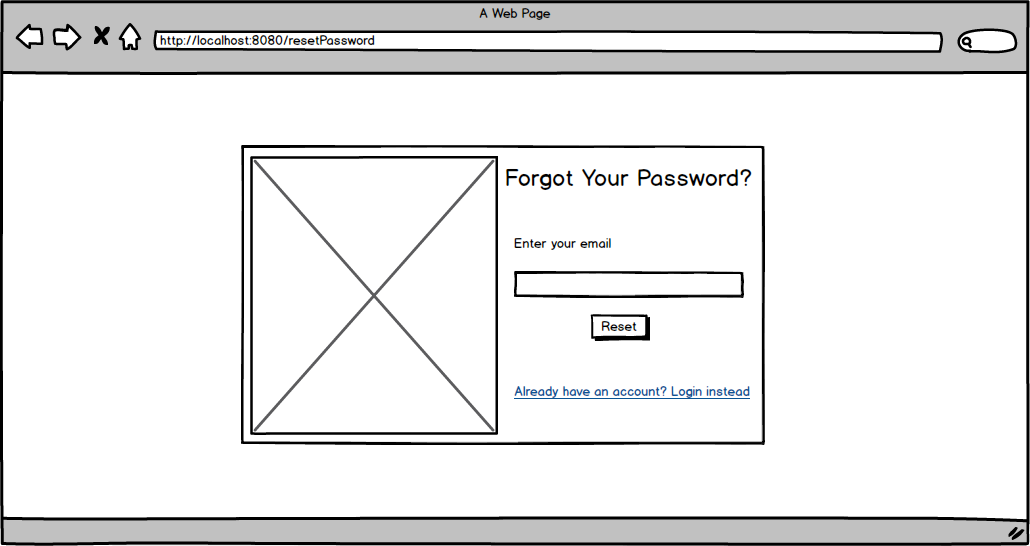 A Web Page
http://localhost:8080/resetPassword
Forgot Your Password?
Enter your email
Reset
Already have an account? Login instead